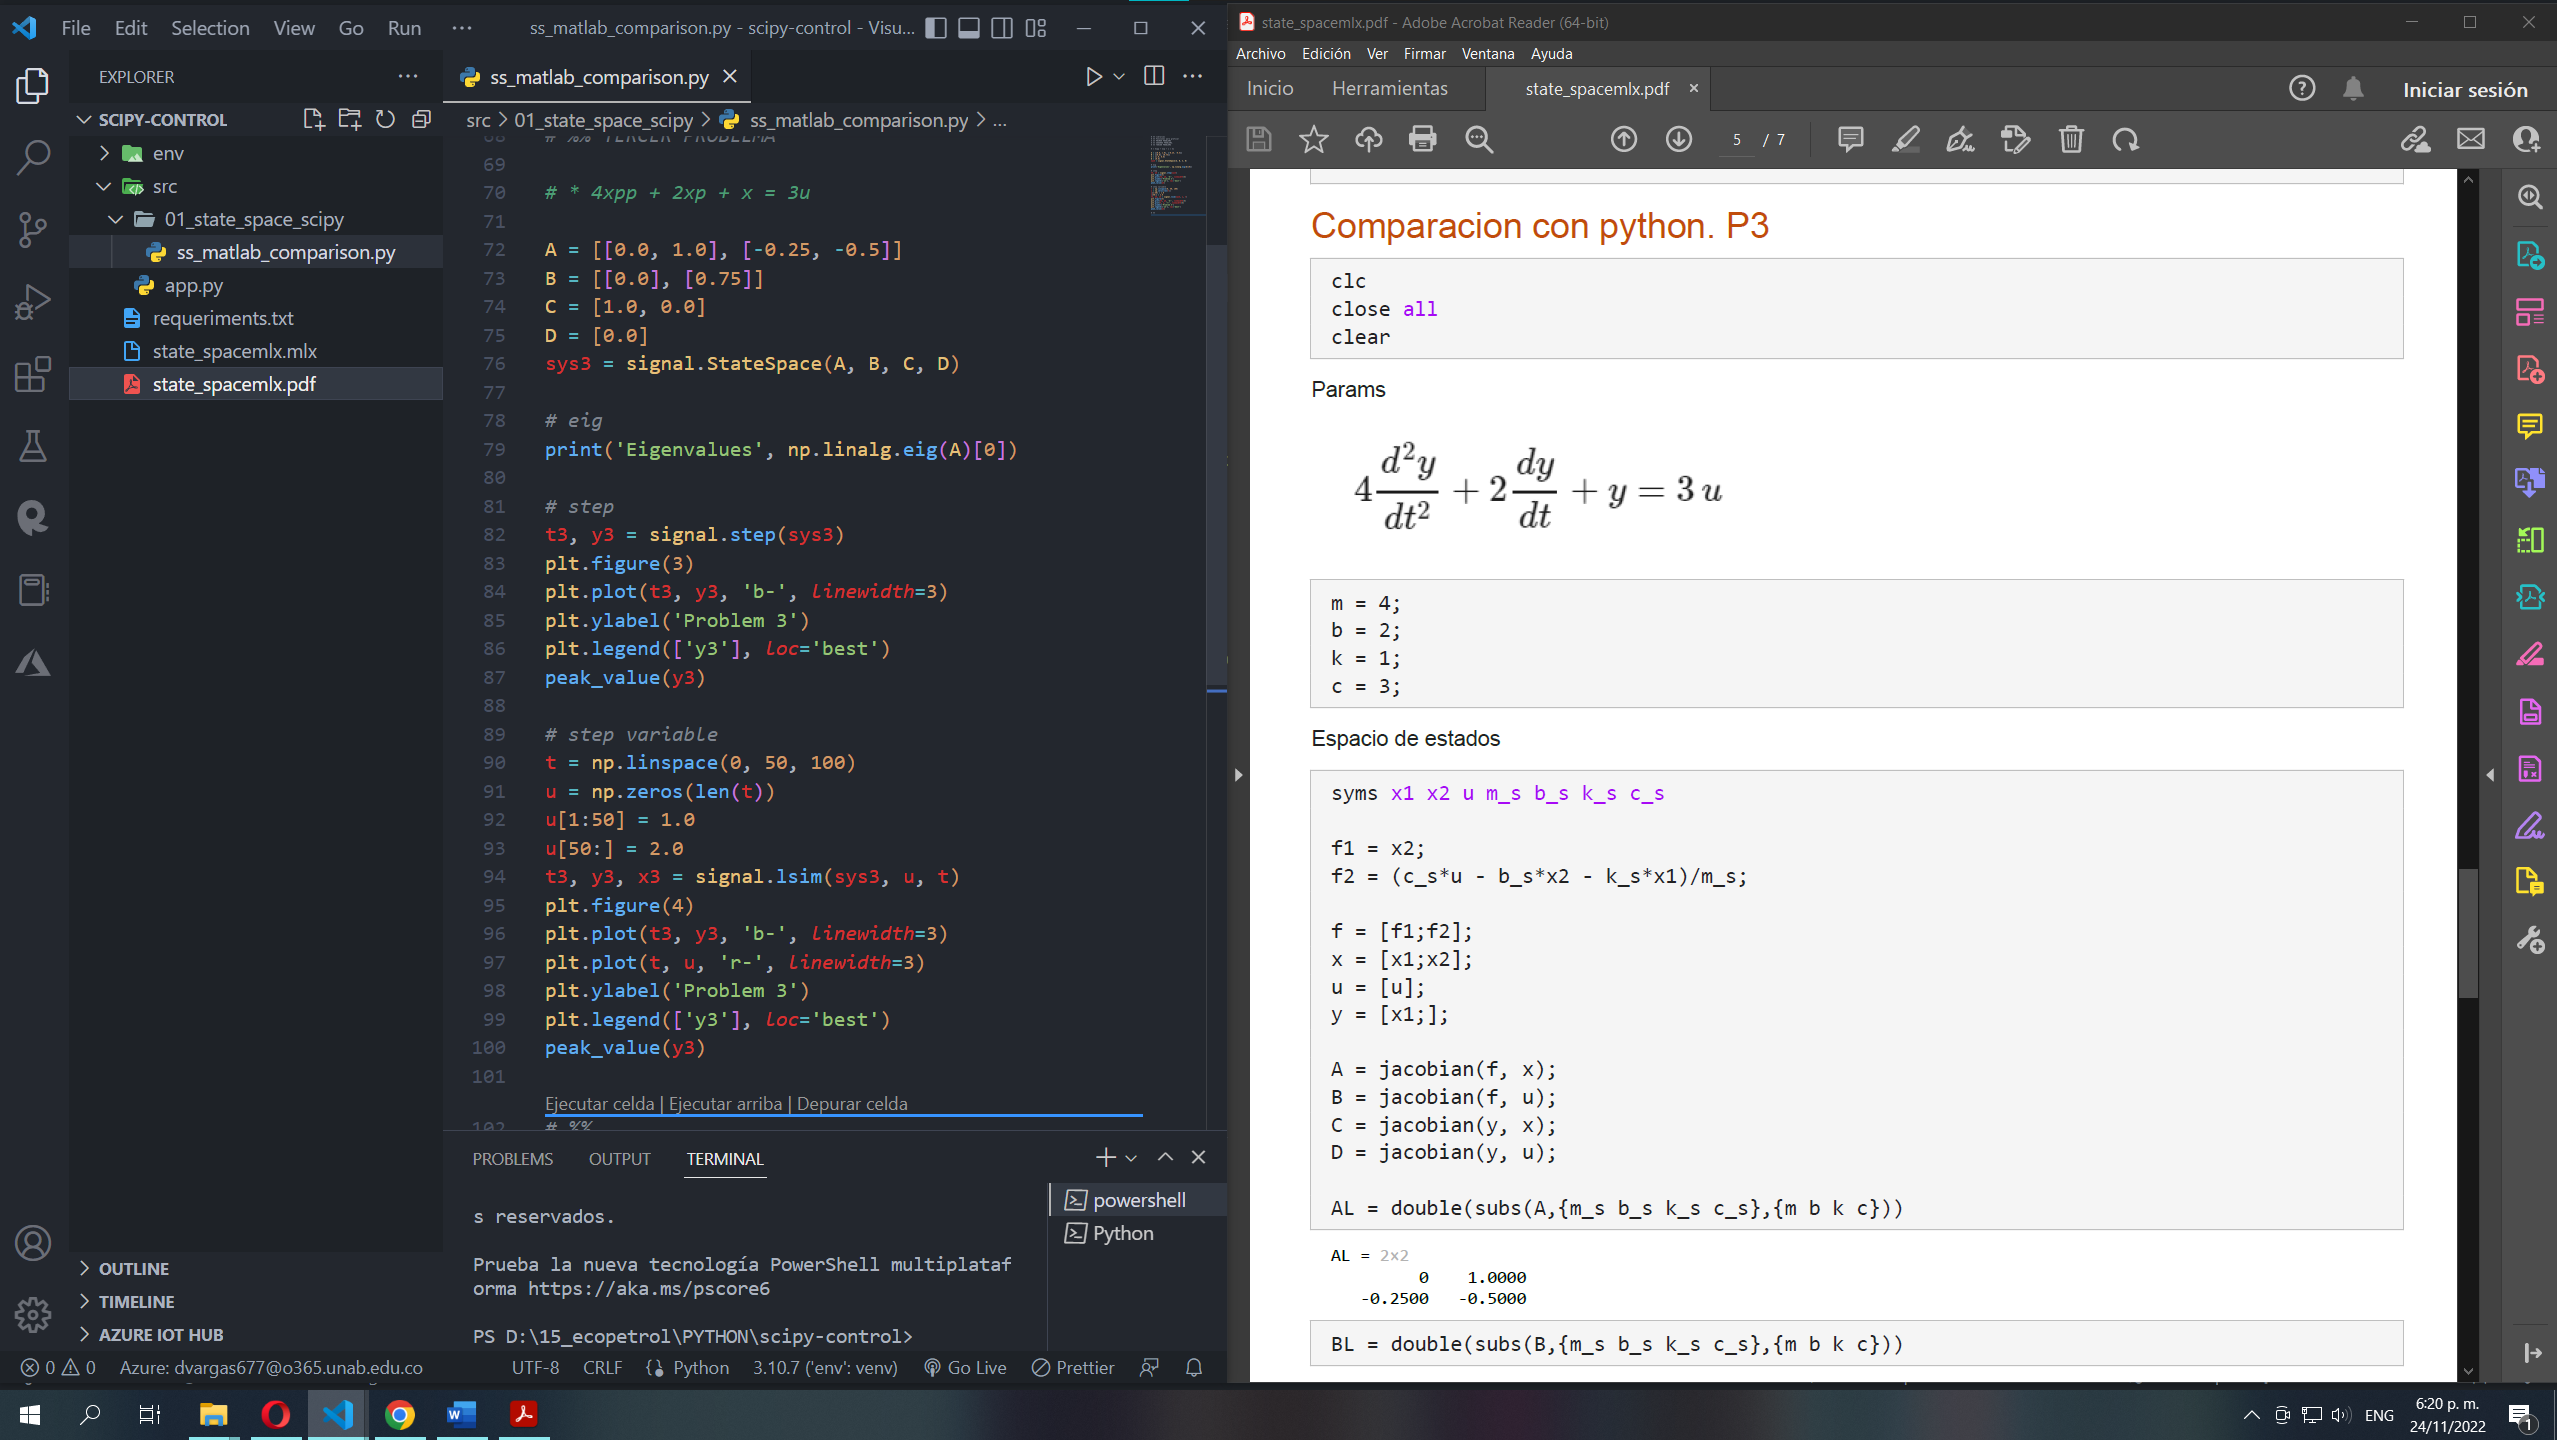 File Edit Selection View Go Run ··· ss_matlab_comparison.py - scipy-control - Visu...
EXPLORER
SCIPY-CONTROL
env
src
01_state_space_scipy
ss_matlab_comparison.py
app.py
requeriments.txt
state_spacemlx.mlx
state_spacemlx.pdf
OUTLINE
TIMELINE
AZURE IOT HUB
ss_matlab_comparison.py
src > 01_state_space_scipy > ss_matlab_comparison.py > ...
68 # %% TERCER PROBLEMA
69
70 # * 4xpp + 2xp + x = 3u
71
72 A = [[0.0, 1.0], [-0.25, -0.5]]
73 B = [[0.0], [0.75]]
74 C = [1.0, 0.0]
75 D = [0.0]
76 sys3 = signal.StateSpace(A, B, C, D)
77
78 # eig
79 print('Eigenvalues', np.linalg.eig(A)[0])
80
81 # step
82 t3, y3 = signal.step(sys3)
83 plt.figure(3)
84 plt.plot(t3, y3, 'b-', linewidth=3)
85 plt.ylabel('Problem 3')
86 plt.legend(['y3'], loc='best')
87 peak_value(y3)
88
89 # step variable
90 t = np.linspace(0, 50, 100)
91 u = np.zeros(len(t))
92 u[1:50] = 1.0
93 u[50:] = 2.0
94 t3, y3, x3 = signal.lsim(sys3, u, t)
95 plt.figure(4)
96 plt.plot(t3, y3, 'b-', linewidth=3)
97 plt.plot(t, u, 'r-', linewidth=3)
98 plt.ylabel('Problem 3')
99 plt.legend(['y3'], loc='best')
100 peak_value(y3)
101
Ejecutar celda | Ejecutar arriba | Depurar celda
102 # %%
PROBLEMS OUTPUT TERMINAL
s reservados.
Prueba la nueva tecnología PowerShell multiplataf
orma https://aka.ms/pscore6
PS D:\15_ecopetrol\PYTHON\scipy-control>
powershell
Python
0 0 Azure: dvargas677@o365.unab.edu.co UTF-8 CRLF Python 3.10.7 ('env': venv) Go Live Prettier
state_spacemlx.pdf - Adobe Acrobat Reader (64-bit)
Archivo Edición Ver Firmar Ventana Ayuda
Inicio Herramientas state_spacemlx.pdf × Iniciar sesión
5 / 7
Comparacion con python. P3
clc
close all
clear
Params
4 d²y/dt² + 2 dy/dt + y = 3 u
m = 4;
b = 2;
k = 1;
c = 3;
Espacio de estados
syms x1 x2 u m_s b_s k_s c_s
f1 = x2;
f2 = (c_s*u - b_s*x2 - k_s*x1)/m_s;
f = [f1;f2];
x = [x1;x2];
u = [u];
y = [x1;];
A = jacobian(f, x);
B = jacobian(f, u);
C = jacobian(y, x);
D = jacobian(y, u);
AL = double(subs(A,{m_s b_s k_s c_s},{m b k c}))
AL = 2×2
0 1.0000
-0.2500 -0.5000
BL = double(subs(B,{m_s b_s k_s c_s},{m b k c}))
ENG
6:20 p. m.
24/11/2022
1